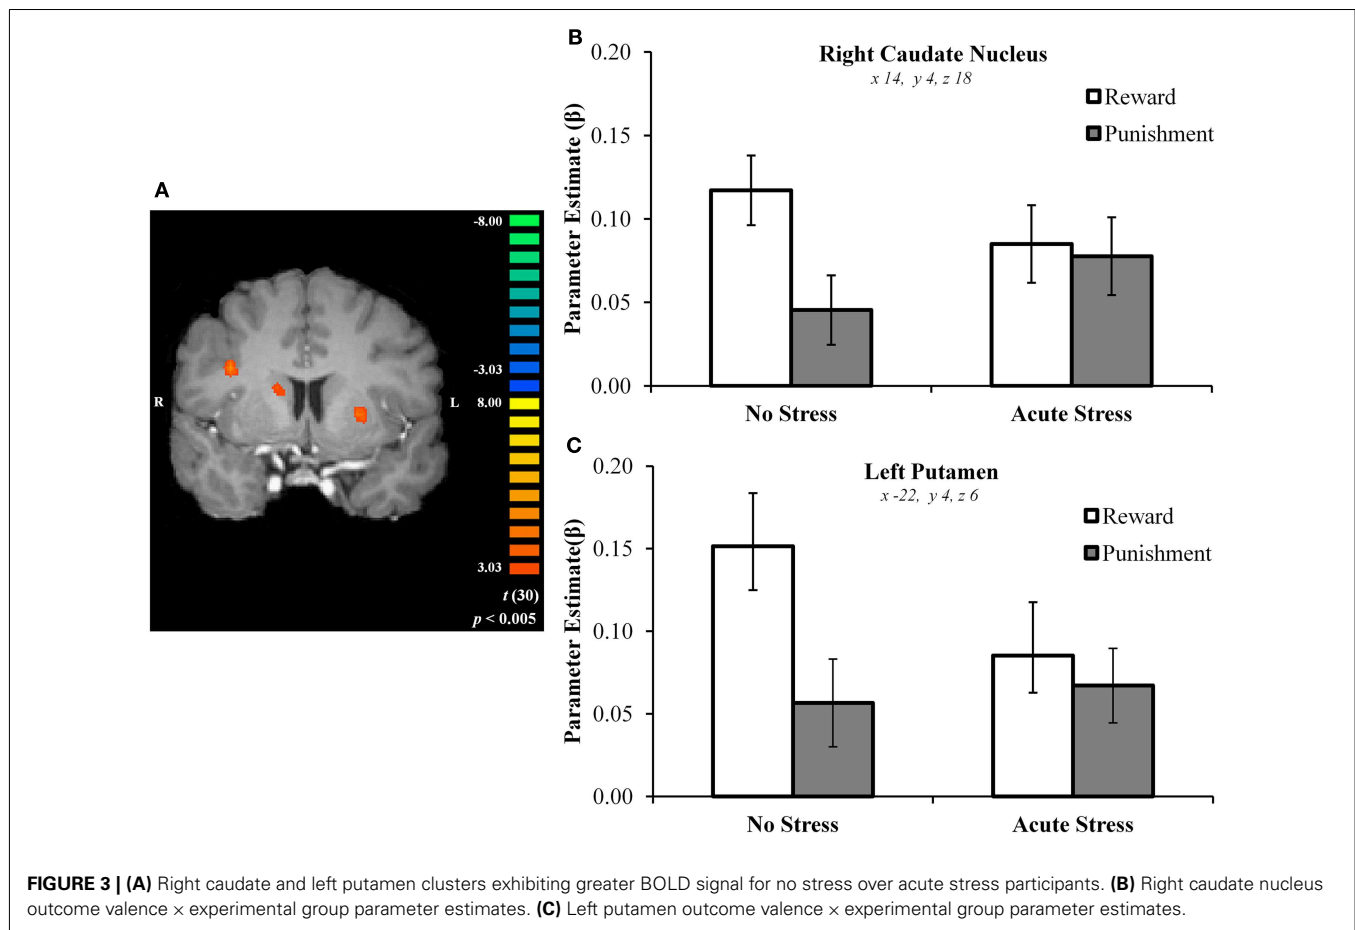 A
-8.00
-3.03
8.00
3.03
R
L
t (30)
p < 0.005
B
Right Caudate Nucleus
x 14, y 4, z 18
Parameter Estimate (β)
0.20
0.15
0.10
0.05
0.00
Reward
Punishment
No Stress
Acute Stress
C
Left Putamen
x -22, y 4, z 6
Parameter Estimate(β)
0.20
0.15
0.10
0.05
0.00
Reward
Punishment
No Stress
Acute Stress
FIGURE 3 | (A) Right caudate and left putamen clusters exhibiting greater BOLD signal for no stress over acute stress participants. (B) Right caudate nucleus
outcome valence × experimental group parameter estimates. (C) Left putamen outcome valence × experimental group parameter estimates.